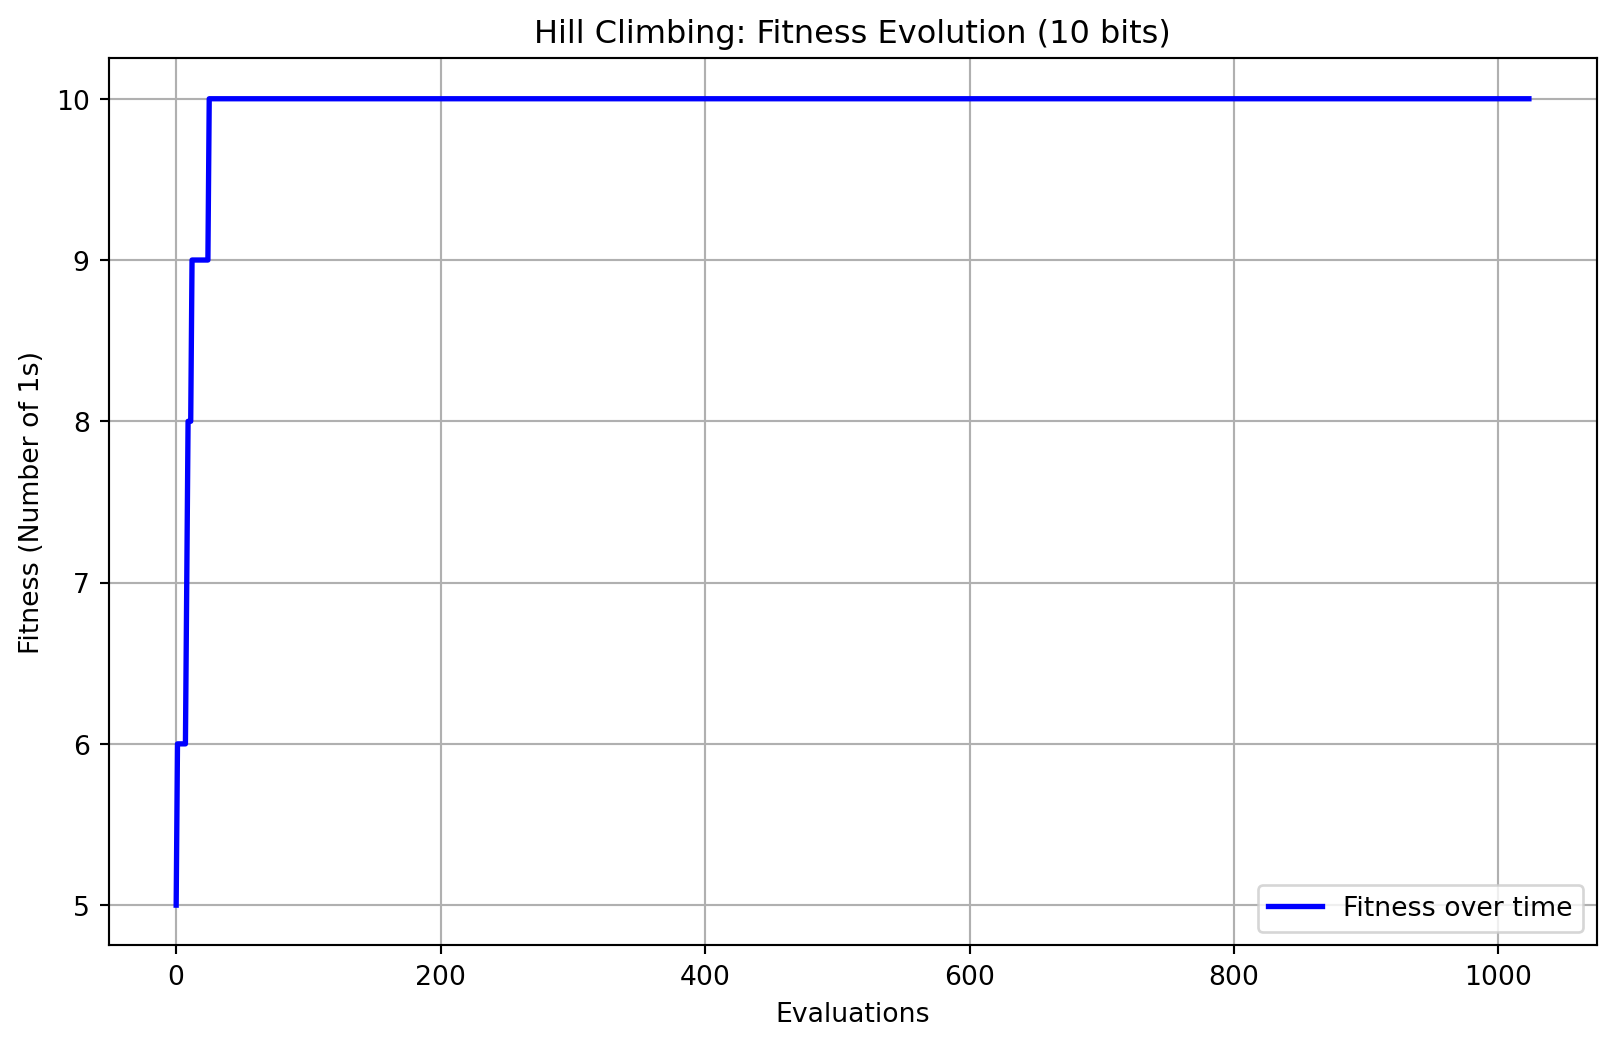 Hill Climbing: Fitness Evolution (10 bits)
10
9
8
7
6
5
Fitness (Number of 1s)
0 200 400 600 800 1000
Evaluations
Fitness over time